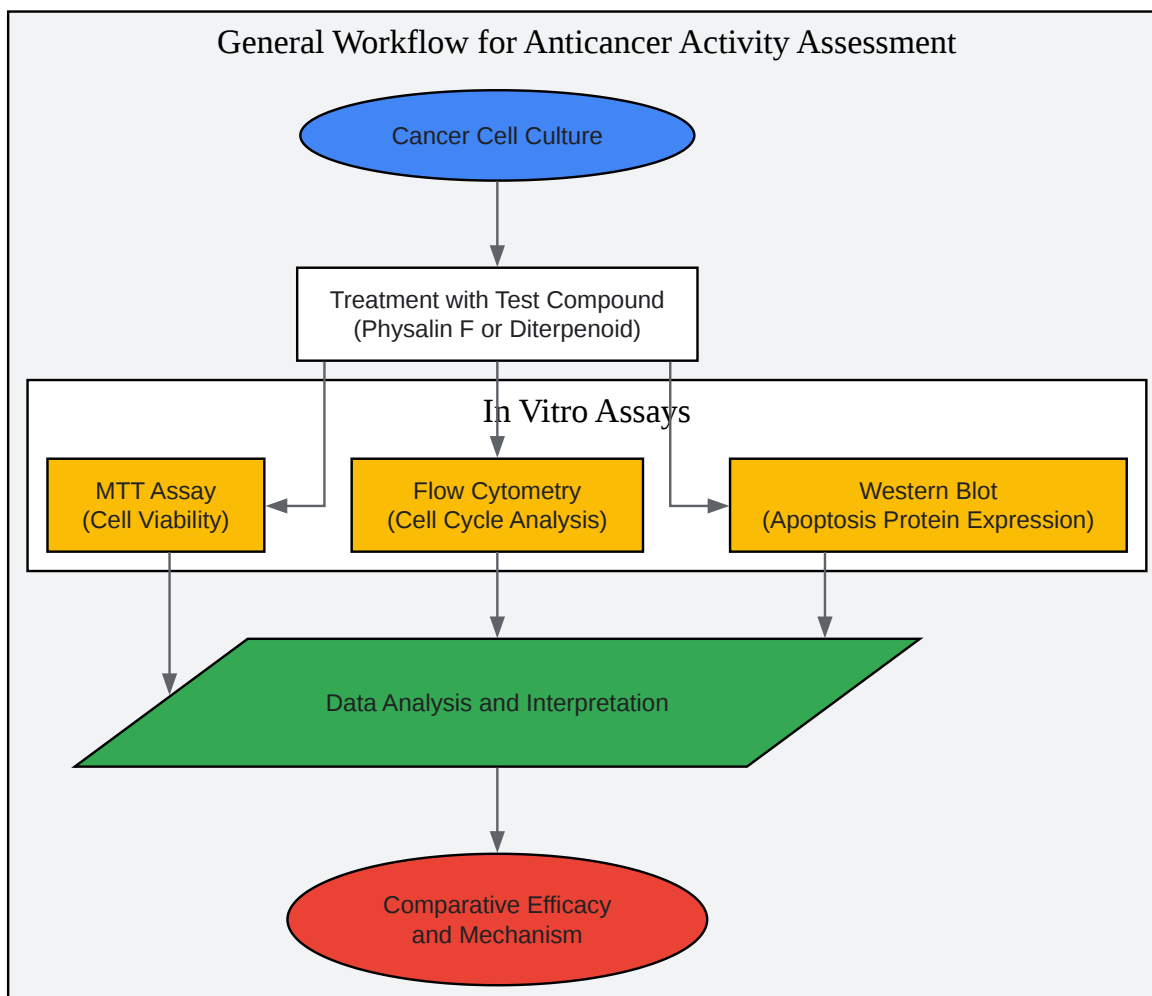 General Workflow for Anticancer Activity Assessment
Cancer Cell Culture
Treatment with Test Compound
(Physalin F or Diterpenoid)
In Vitro Assays
MTT Assay
(Cell Viability)
Flow Cytometry
(Cell Cycle Analysis)
Western Blot
(Apoptosis Protein Expression)
Data Analysis and Interpretation
Comparative Efficacy
and Mechanism